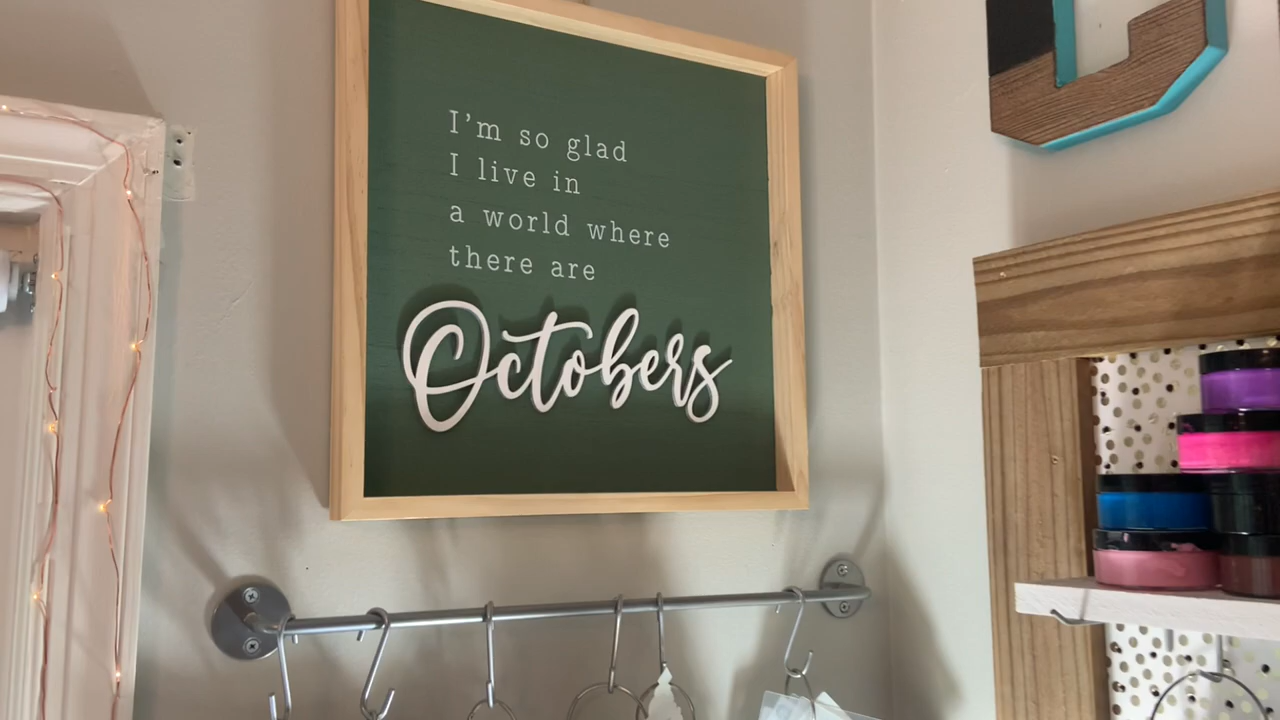 I'm so glad
I live in
a world where
there are
Octobers